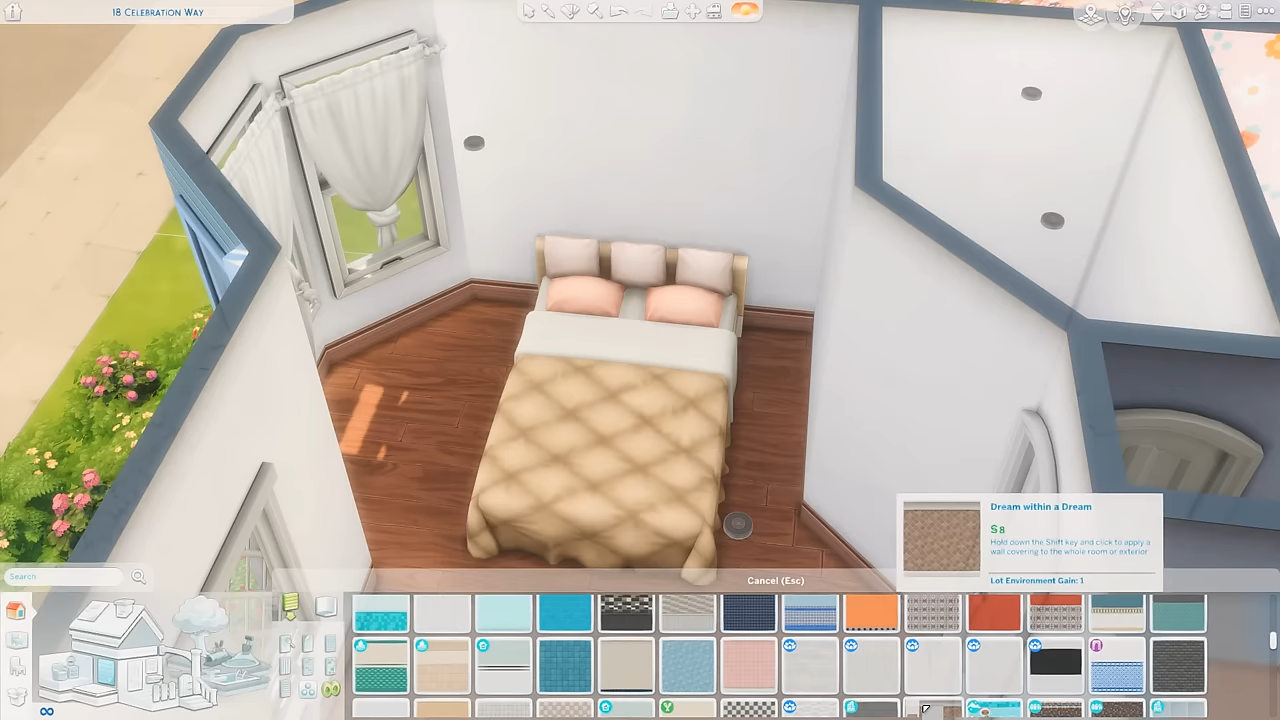 18 Celebration Way
Dream within a Dream
§8
Hold down the Shift key and click to apply a
wall covering to the whole room or exterior
Lot Environment Gain: 1
Cancel (Esc)
Search